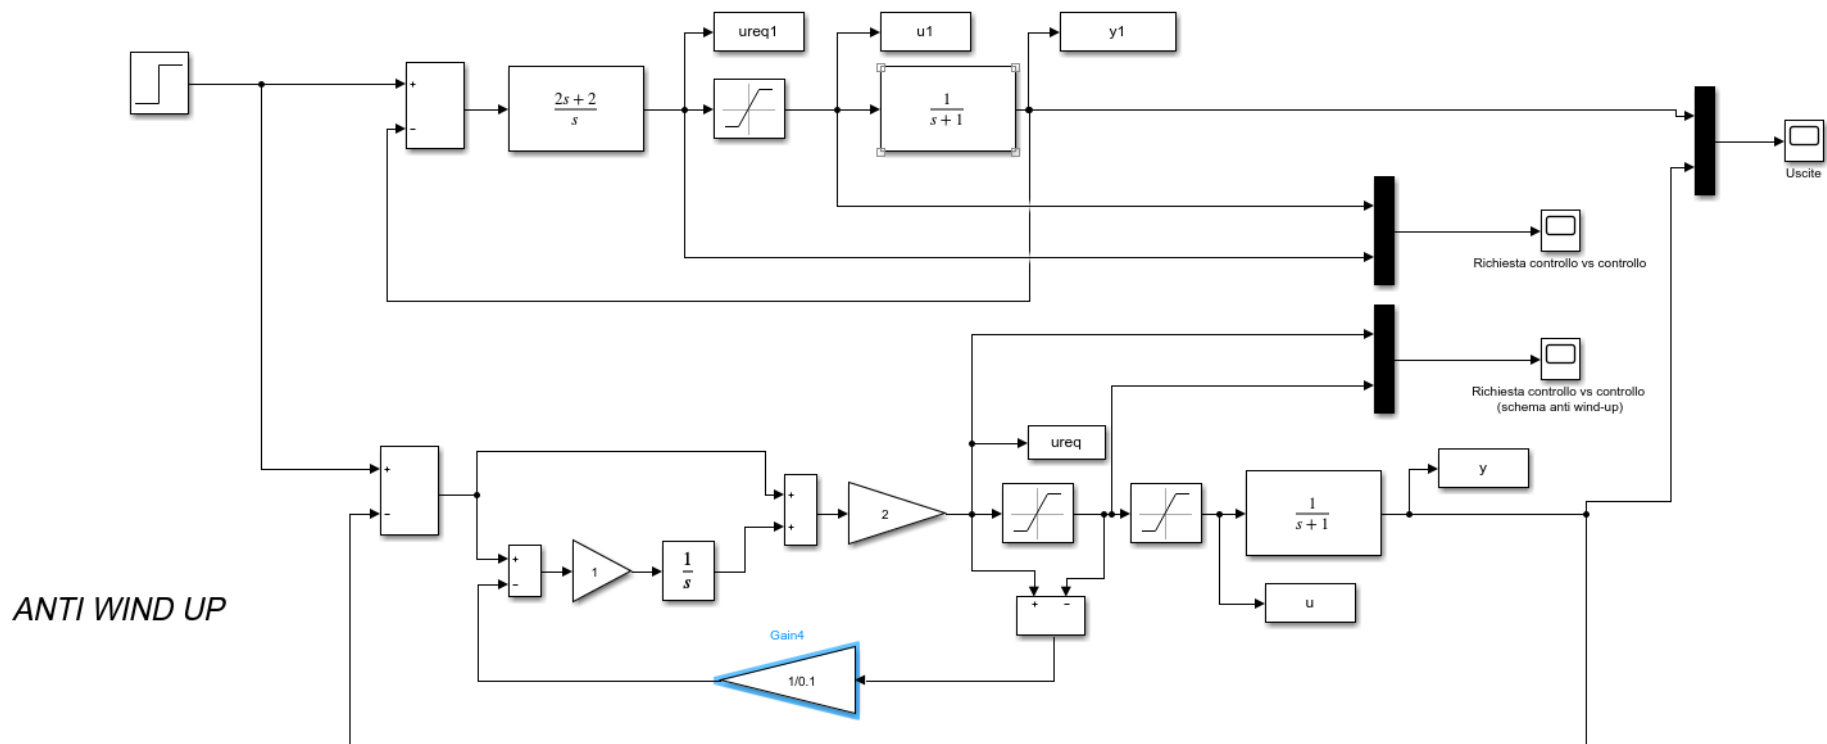 ureq1
u1
y1
+
−
2s + 2
s
1
s + 1
Uscite
Richiesta controllo vs controllo
Richiesta controllo vs controllo
(schema anti wind-up)
ureq
y
+
−
+
+
2
1
s + 1
+
−
1
1
s
+ −
u
ANTI WIND UP
Gain4
1/0.1